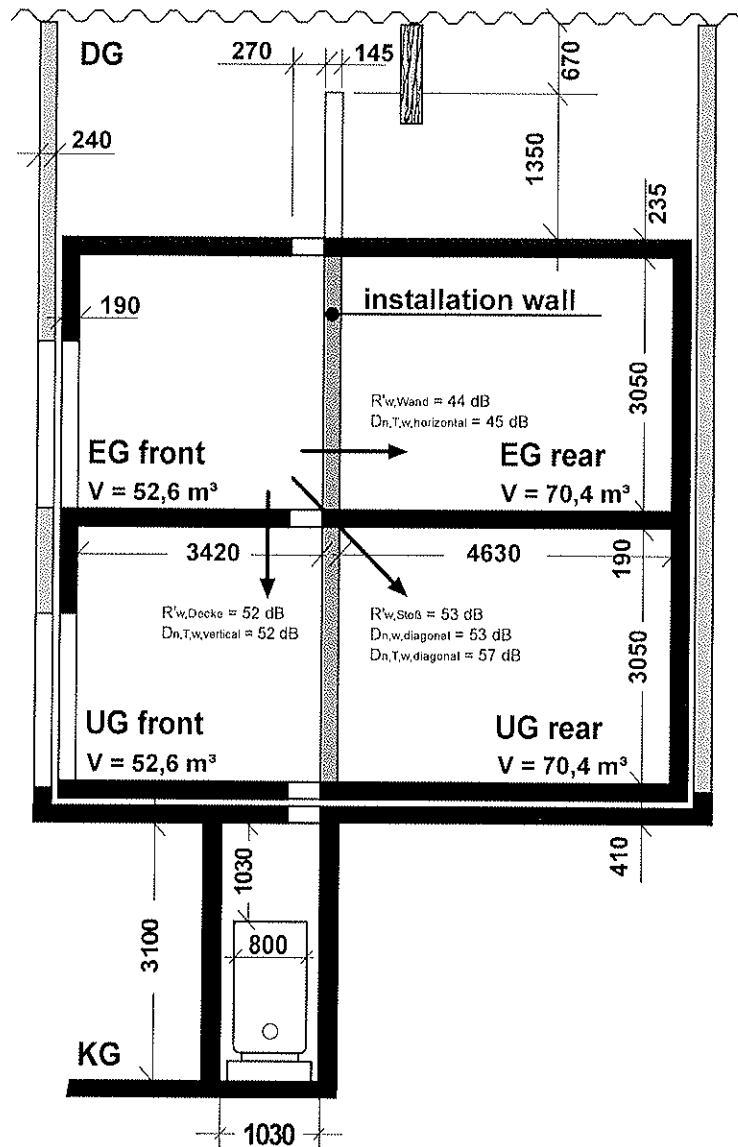 DG
270
145
670
240
1350
235
190
installation wall
R'w,Wand = 44 dB
Dn,T,w,horizontal = 45 dB
3050
EG front
V = 52,6 m³
EG rear
V = 70,4 m³
3420
4630
190
R'w,Decke = 52 dB
Dn,T,w,vertical = 52 dB
R'w,Stoß = 53 dB
Dn,w,diagonal = 53 dB
Dn,T,w,diagonal = 57 dB
3050
UG front
V = 52,6 m³
UG rear
V = 70,4 m³
410
1030
3100
800
KG
1030